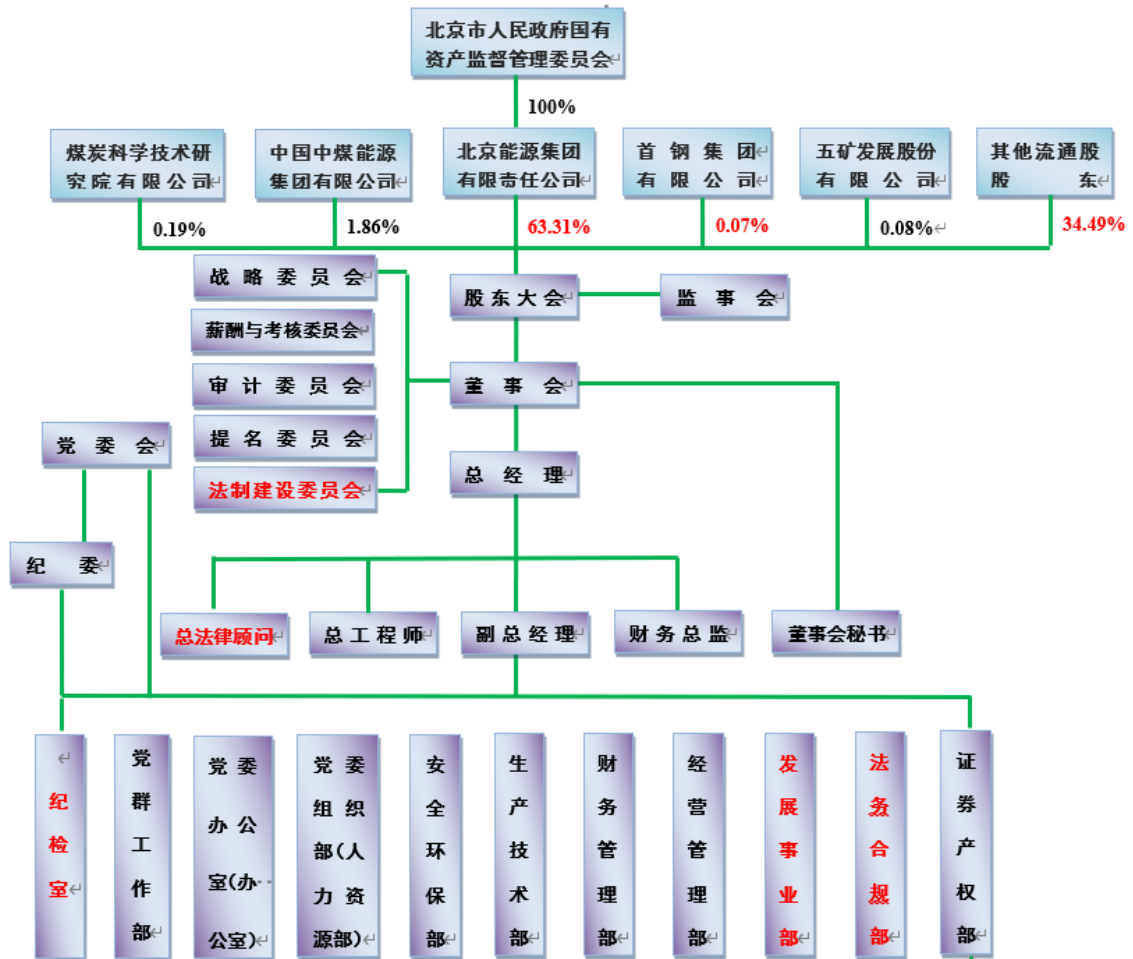 北京市人民政府国有
资产监督管理委员会
100%
煤炭科学技术研
究院有限公司
中国中煤能源
集团有限公司
北京能源集团
有限责任公司
首钢集团
有限公司
五矿发展股份
有限公司
其他流通股
股东
0.19%
1.86%
63.31%
0.07%
0.08%
34.49%
战略委员会
股东大会
监事会
薪酬与考核委员会
审计委员会
董事会
提名委员会
党委会
总经理
法制建设委员会
纪委
总法律顾问
总工程师
副总经理
财务总监
董事会秘书
纪检室
党群工作部
党委
办公
室(办
公室)
党委
组织
部(人
力资
源部)
安全环保部
生产技术部
财务管理部
经营管理部
发展事业部
法务合规部
证券产权部